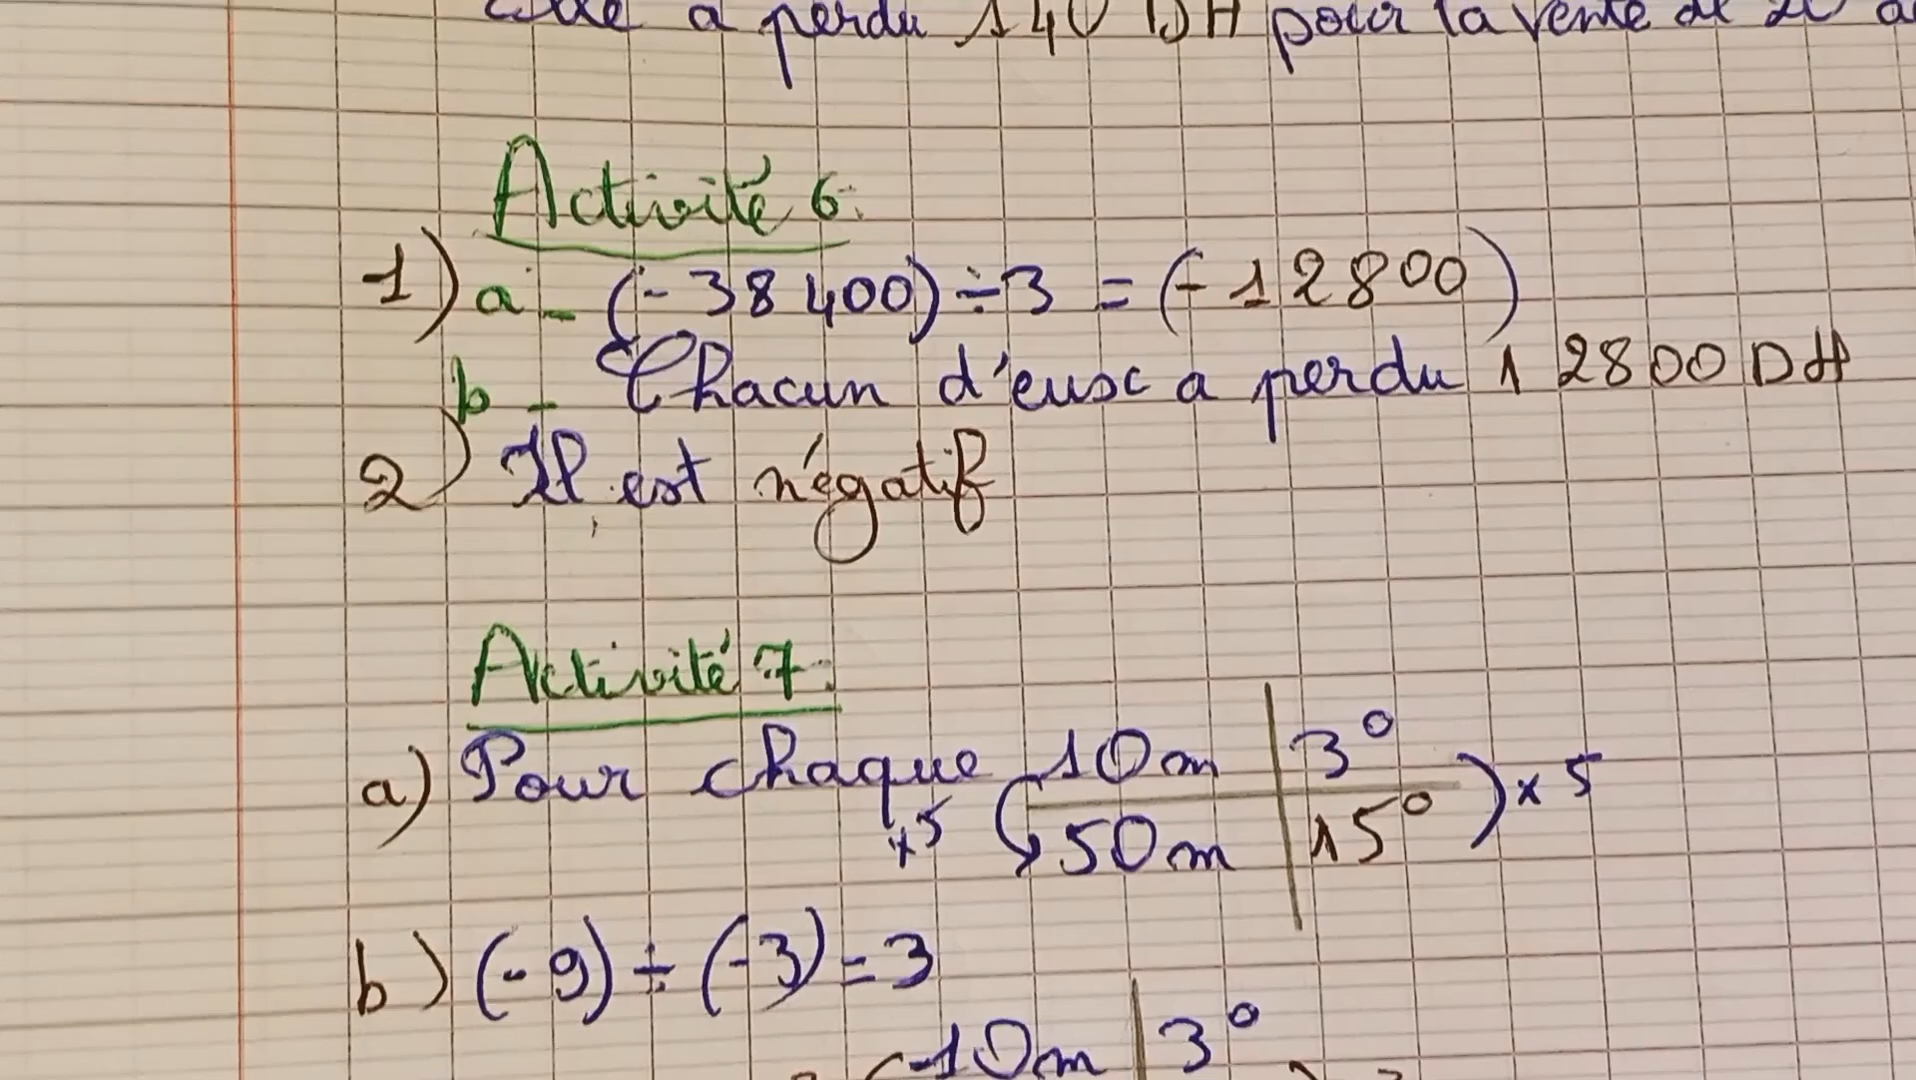 a perdu 140 DH pour la vente de 20
Activité 6:
1) a - (-38 400) ÷ 3 = (-12800)
b - Chacun d'eux a perdu 12800 DH
2) Il est négatif
Activité 7:
a) Pour chaque 10m | 3°
×5 50m | 15° ×5
b) (-9) ÷ (-3) = 3
10m | 3°